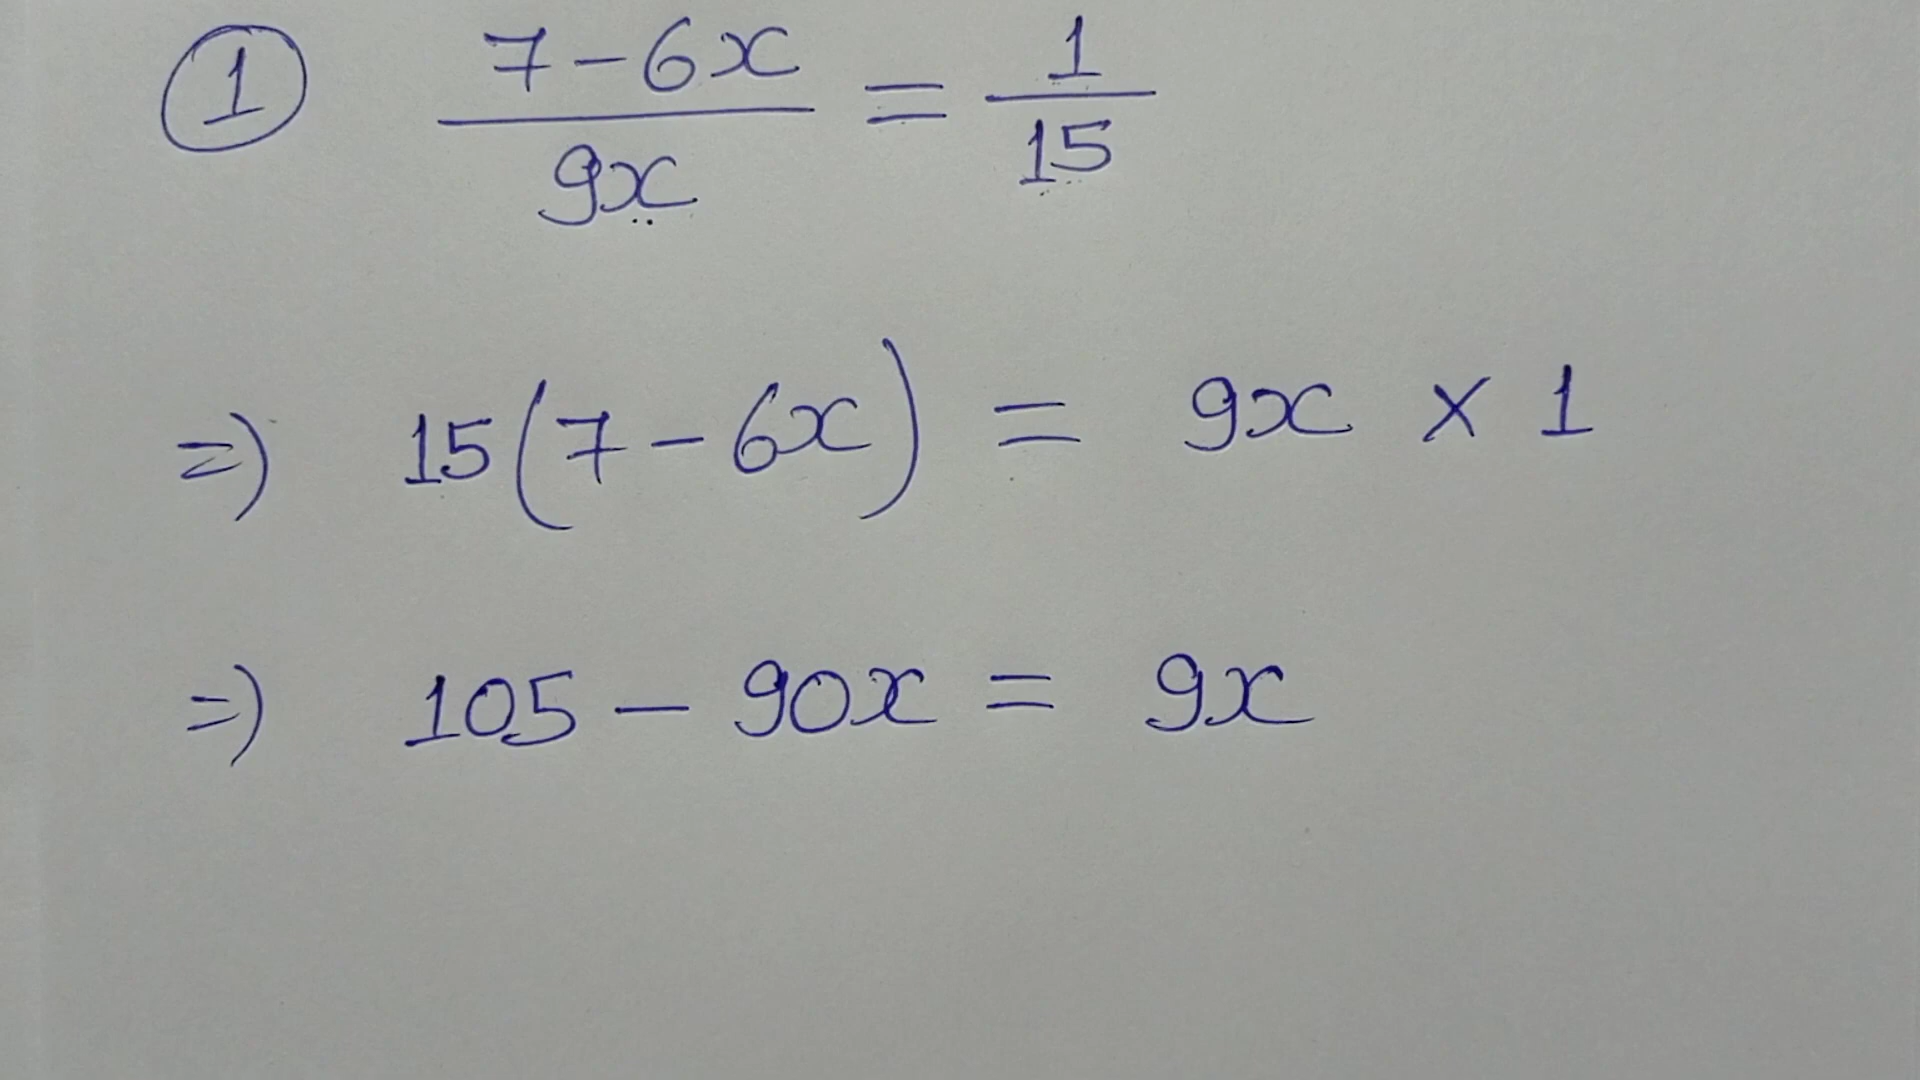 ① (7-6x)/(9x) = 1/15
=) 15(7-6x) = 9x × 1
=) 105 - 90x = 9x